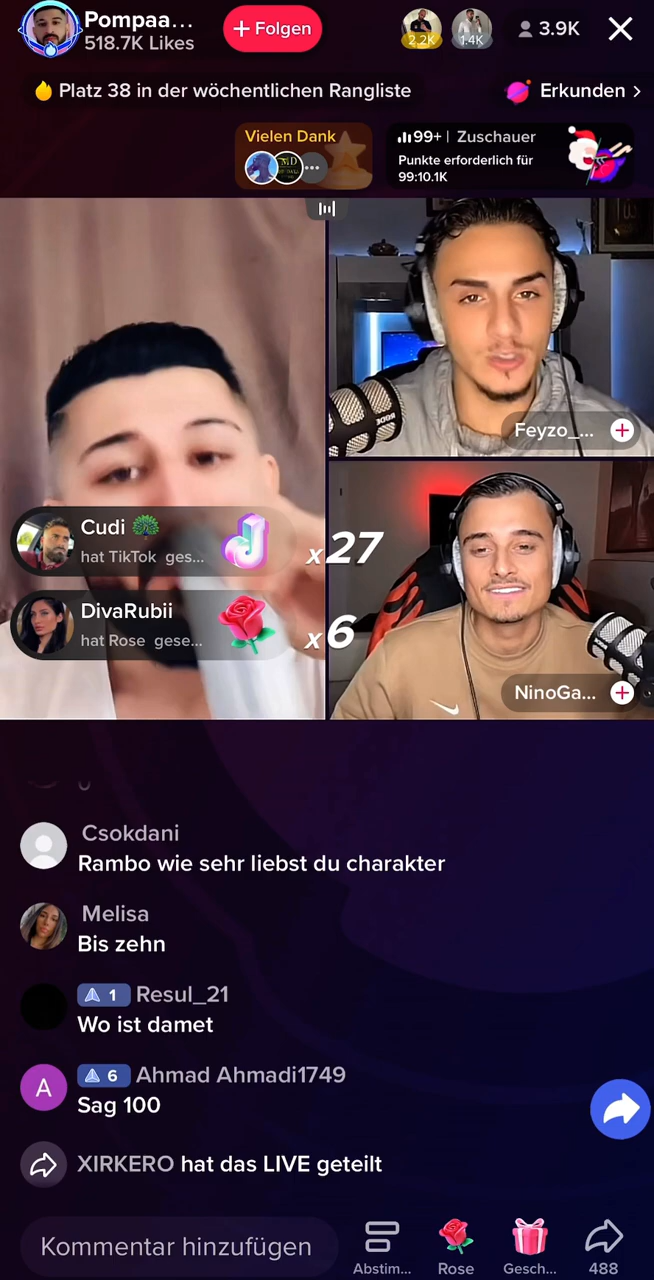 Pompaa...
518.7K Likes
+ Folgen
2.2K
1.4K
3.9K
Platz 38 in der wöchentlichen Rangliste
Erkunden >
Vielen Dank
MD
99+ | Zuschauer
Punkte erforderlich für
99:10.1K
Feyzo_...
Cudi
hat TikTok ges...
x27
DivaRubii
hat Rose gese...
x6
RODE
NinoGa...
Csokdani
Rambo wie sehr liebst du charakter
Melisa
Bis zehn
1 Resul_21
Wo ist damet
A
6 Ahmad Ahmadi1749
Sag 100
XIRKERO hat das LIVE geteilt
Kommentar hinzufügen
Abstim...
Rose
Gesch...
488